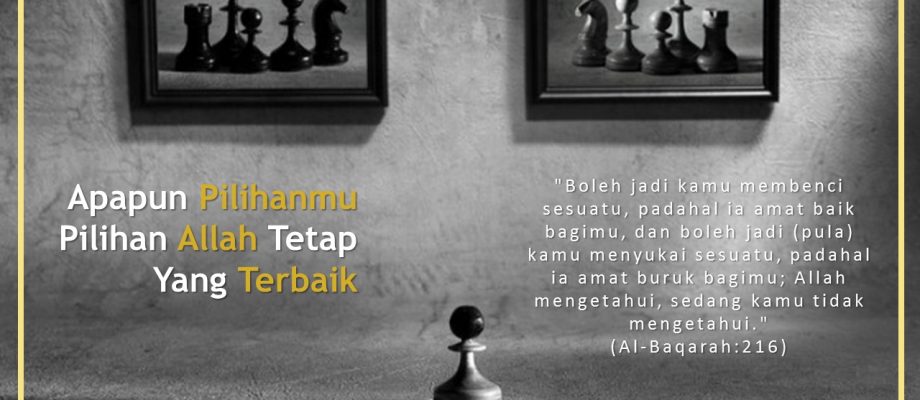 Apapun Pilihanmu
Pilihan Allah Tetap
Yang Terbaik
"Boleh jadi kamu membenci
sesuatu, padahal ia amat baik
bagimu, dan boleh jadi (pula)
kamu menyukai sesuatu, padahal
ia amat buruk bagimu; Allah
mengetahui, sedang kamu tidak
mengetahui."
(Al-Baqarah:216)